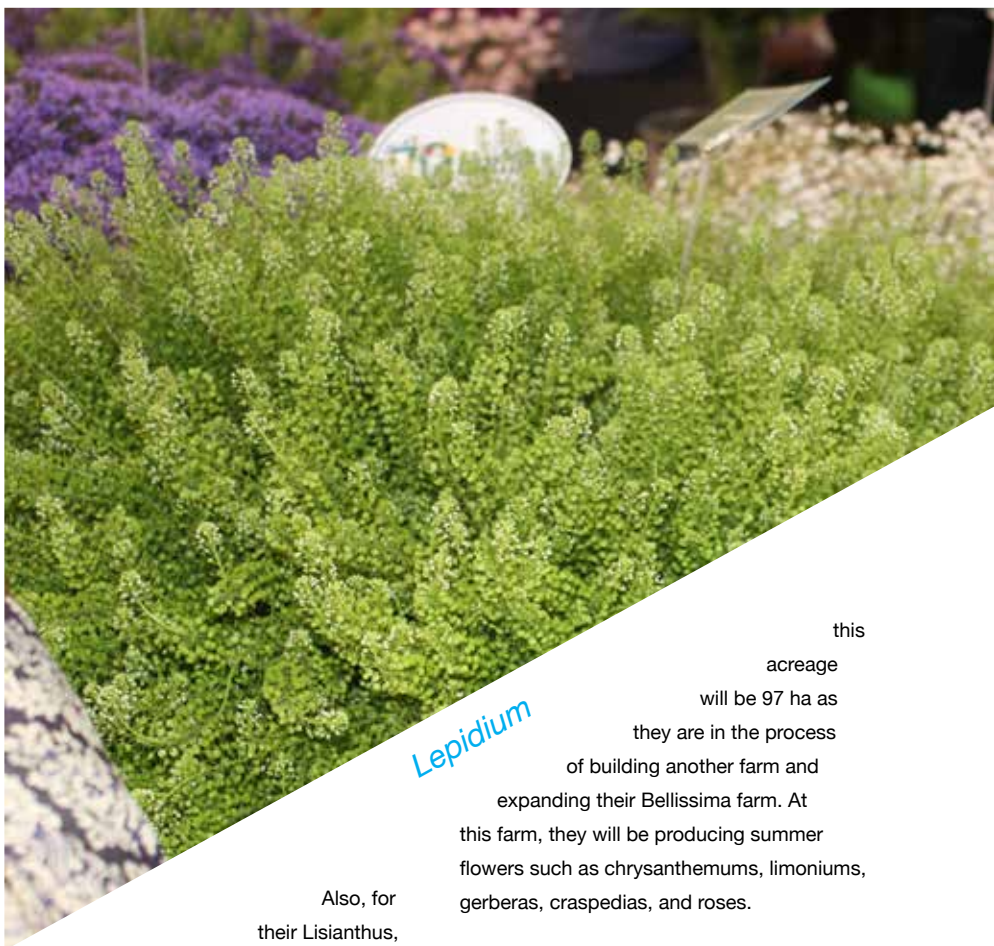 Lepidium
Also, for
their Lisianthus,
this
acreage
will be 97 ha as
they are in the process
of building another farm and
expanding their Bellissima farm. At
this farm, they will be producing summer
flowers such as chrysanthemums, limoniums,
gerberas, craspedias, and roses.